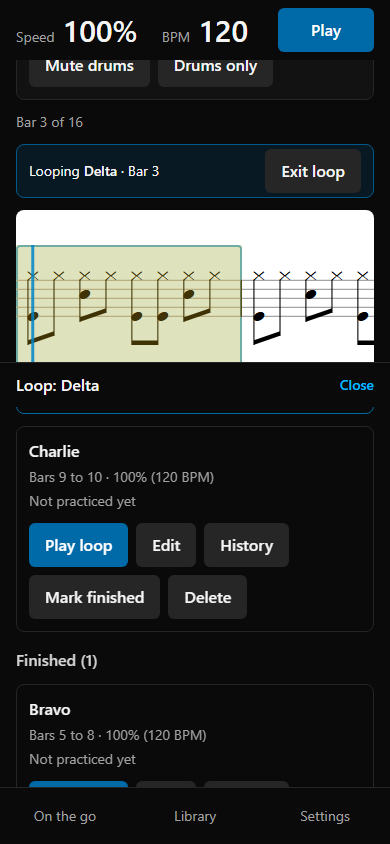 Speed 100% BPM 120 Play
Mute drums Drums only
Bar 3 of 16
Looping Delta · Bar 3 Exit loop
Loop: Delta Close
Charlie
Bars 9 to 10 · 100% (120 BPM)
Not practiced yet
Play loop Edit History
Mark finished Delete
Finished (1)
Bravo
Bars 5 to 8 · 100% (120 BPM)
Not practiced yet
On the go Library Settings